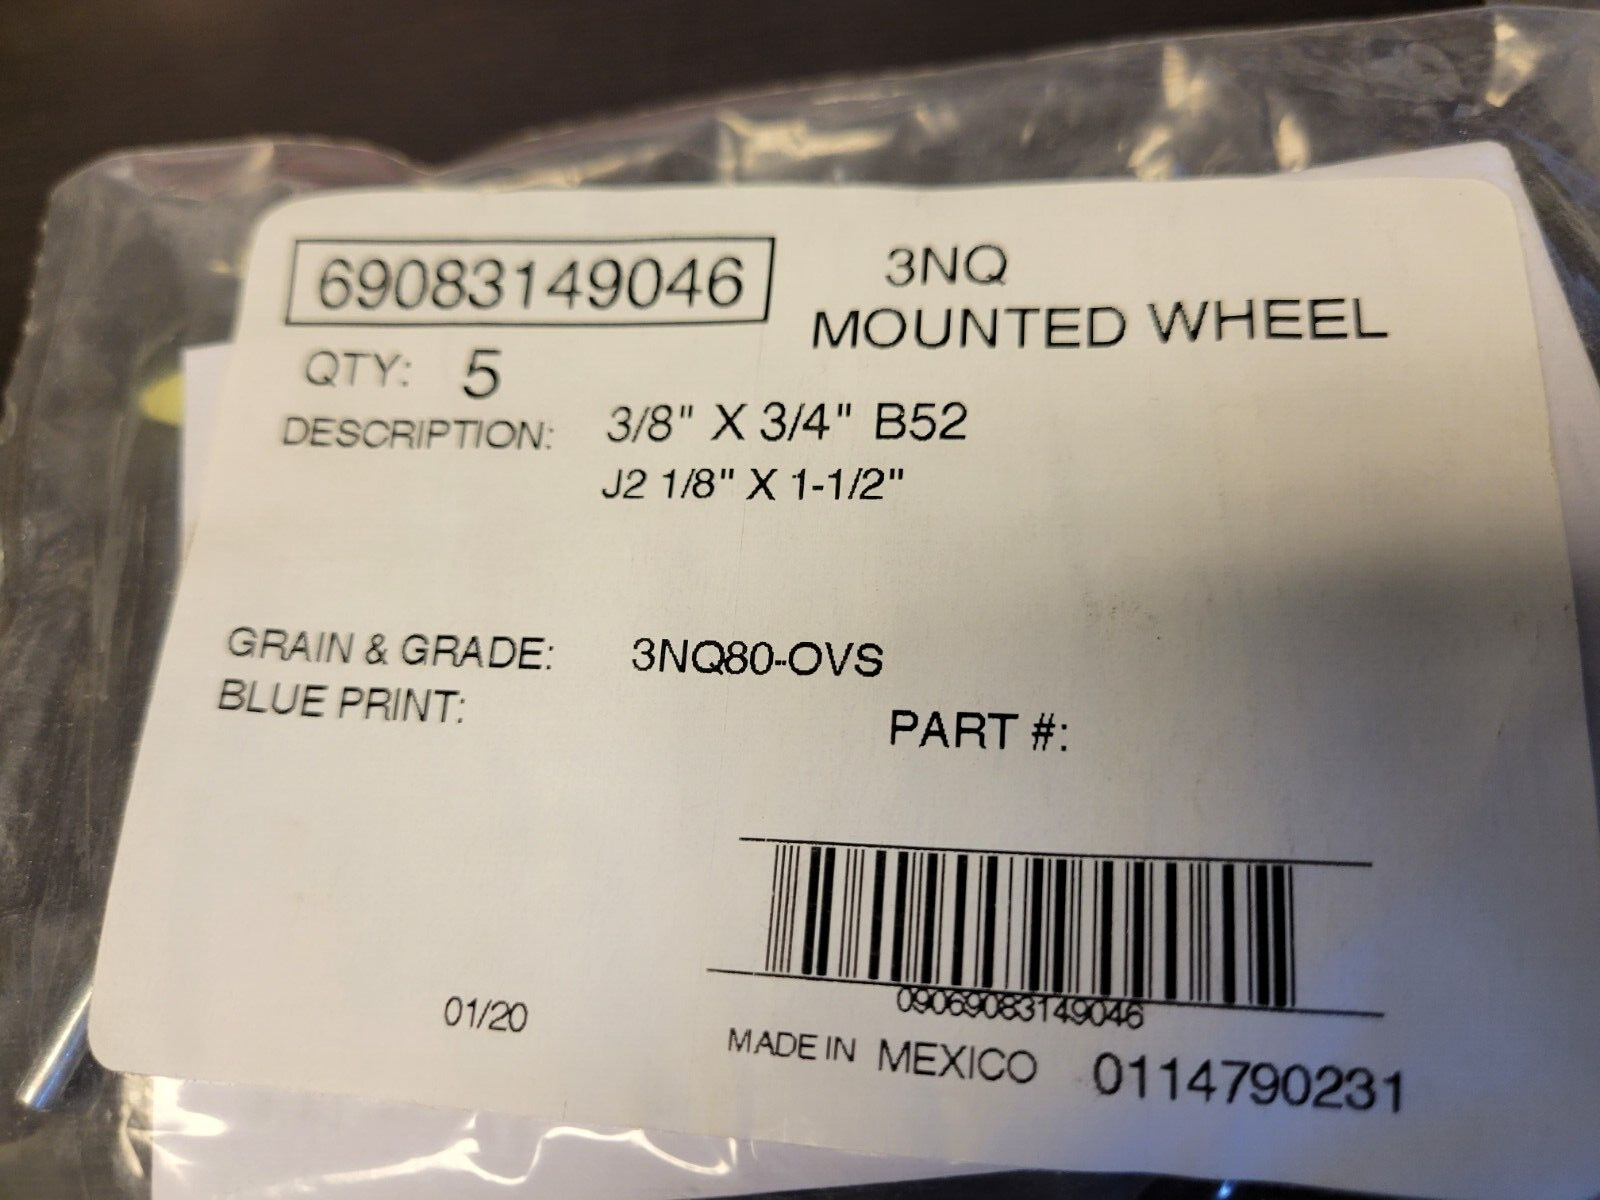 69083149046
3NQ
MOUNTED WHEEL
QTY: 5
DESCRIPTION: 3/8" X 3/4" B52
J2 1/8" X 1-1/2"
GRAIN & GRADE: 3NQ80-OVS
BLUE PRINT:
PART #:
09069083149046
01/20
MADE IN MEXICO 0114790231